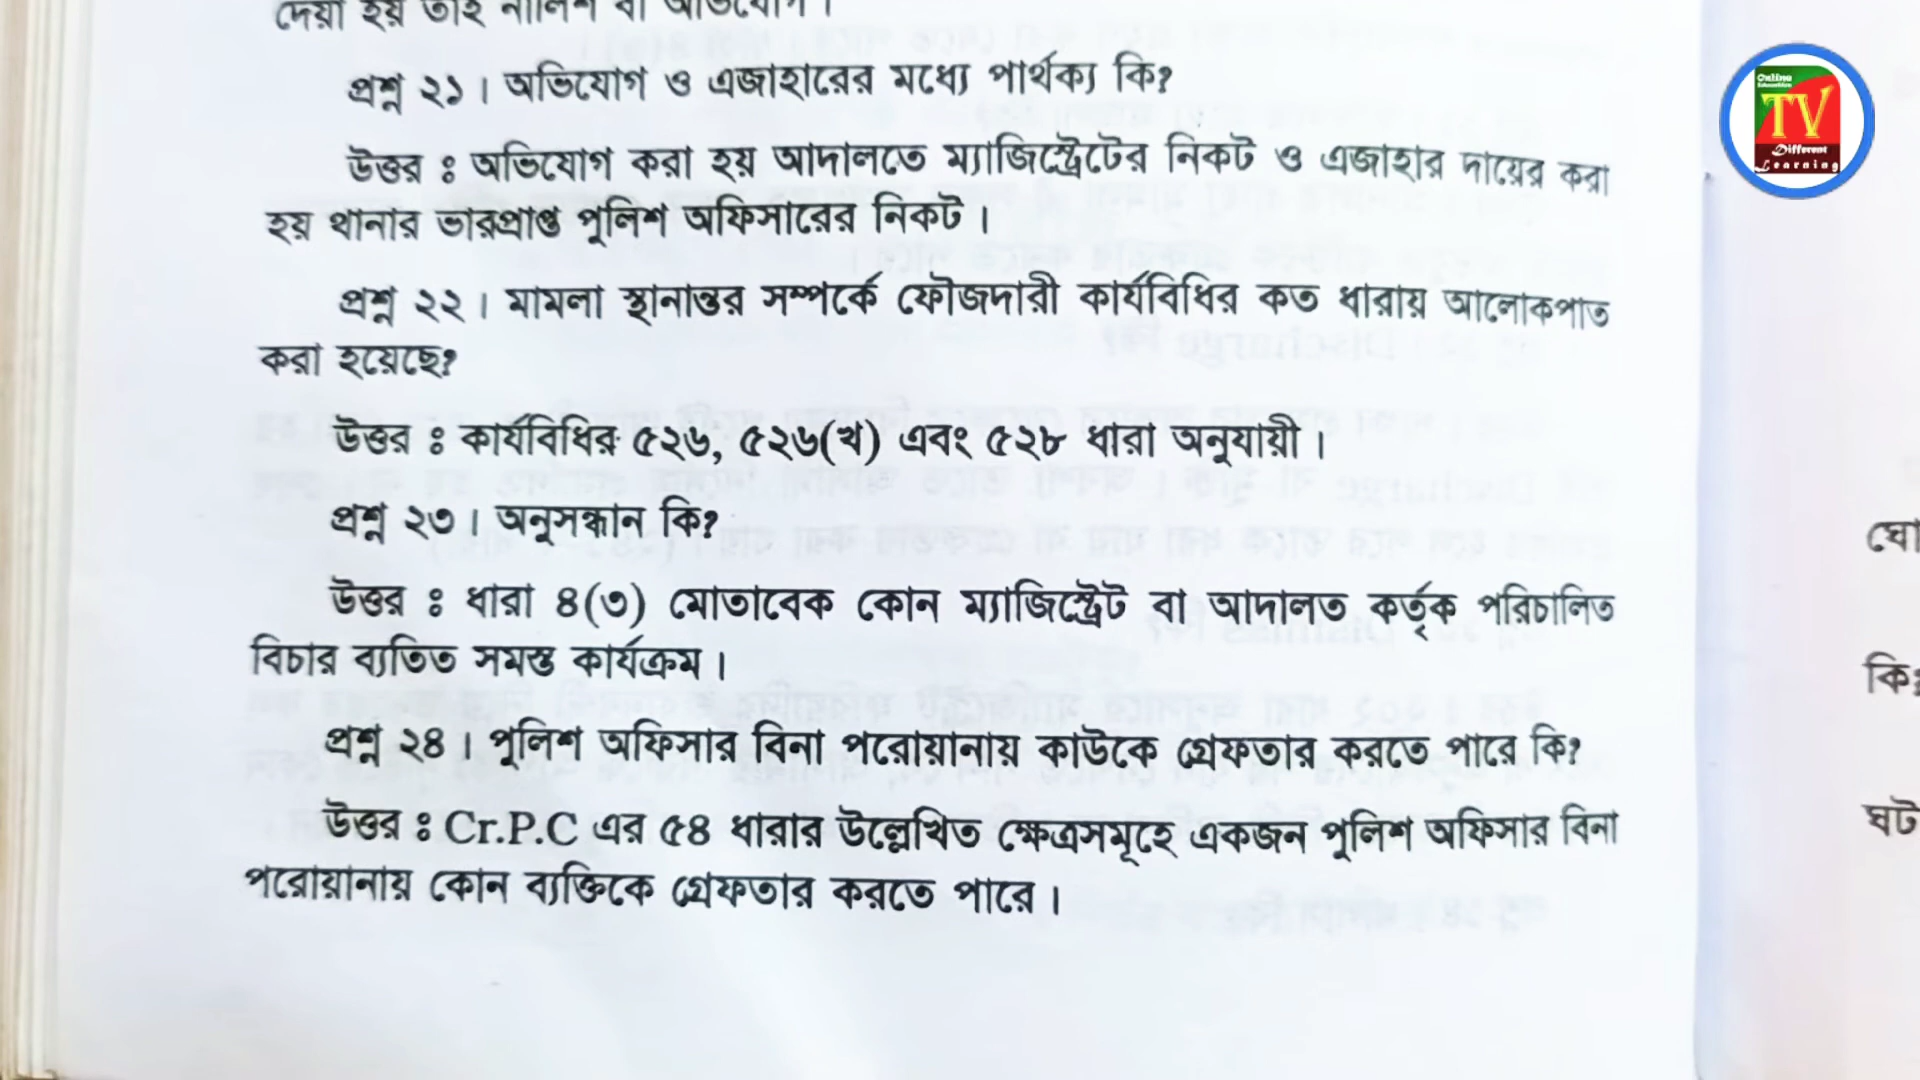 দেয়া হয় তাই নালিশ বা অভিযোগ।
প্রশ্ন ২১। অভিযোগ ও এজাহারের মধ্যে পার্থক্য কি?
উত্তর ঃ অভিযোগ করা হয় আদালতে ম্যাজিস্ট্রেটের নিকট ও এজাহার দায়ের করা
হয় থানার ভারপ্রাপ্ত পুলিশ অফিসারের নিকট।
প্রশ্ন ২২। মামলা স্থানান্তর সম্পর্কে ফৌজদারী কার্যবিধির কত ধারায় আলোকপাত
করা হয়েছে?
উত্তর ঃ কার্যবিধির ৫২৬, ৫২৬(খ) এবং ৫২৮ ধারা অনুযায়ী।
প্রশ্ন ২৩। অনুসন্ধান কি?
উত্তর ঃ ধারা ৪(৩) মোতাবেক কোন ম্যাজিস্ট্রেট বা আদালত কর্তৃক পরিচালিত
বিচার ব্যতিত সমস্ত কার্যক্রম।
প্রশ্ন ২৪। পুলিশ অফিসার বিনা পরোয়ানায় কাউকে গ্রেফতার করতে পারে কি?
উত্তর ঃ Cr.P.C এর ৫৪ ধারার উল্লেখিত ক্ষেত্রসমূহে একজন পুলিশ অফিসার বিনা
পরোয়ানায় কোন ব্যক্তিকে গ্রেফতার করতে পারে।
Online
Education
TV
Different
Learning
কি?